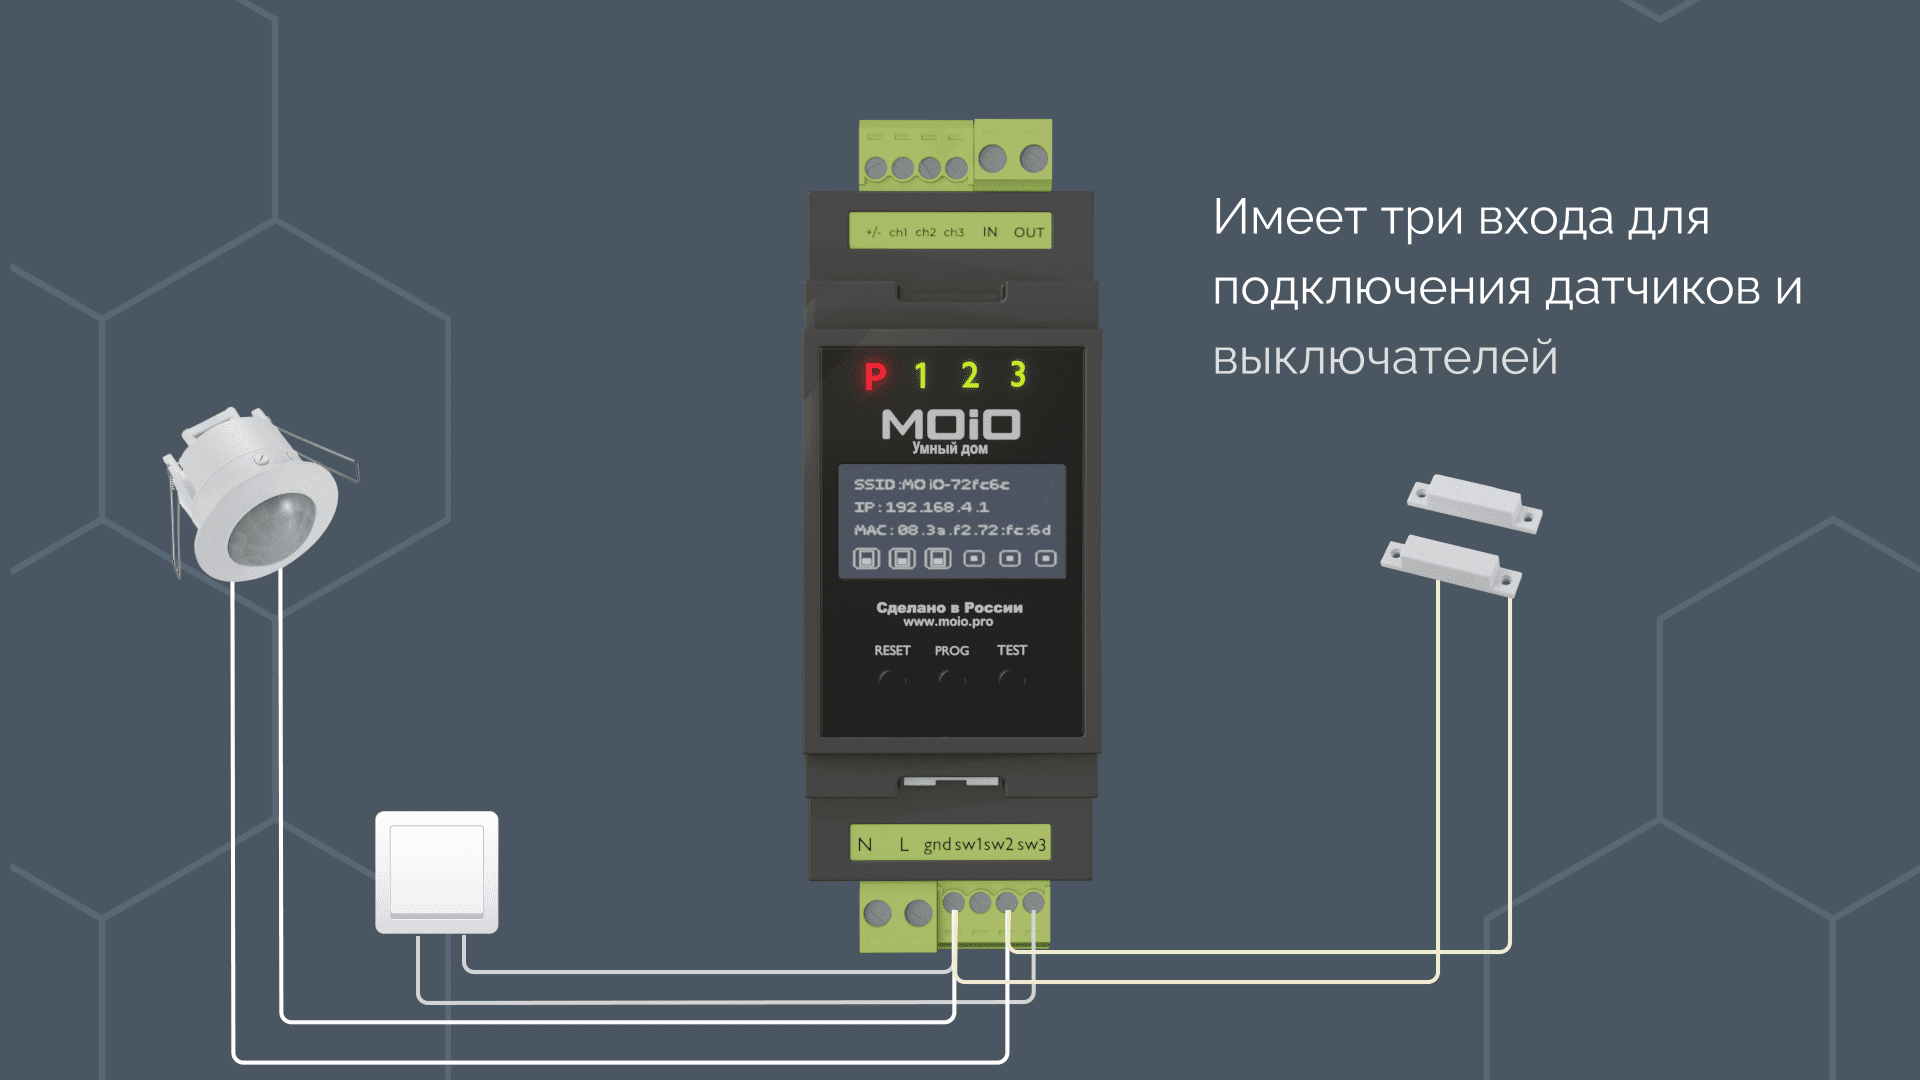 Имеет три входа для
подключения датчиков и
выключателей
+/- ch1 ch2 ch3 IN OUT
P 1 2 3
MOiO
Умный дом
SSID:MOiO-72fc6c
IP:192.168.4.1
MAC:08.3a.f2.72:fc:6d
Сделано в России
www.moio.pro
RESET PROG TEST
N L gnd sw1 sw2 sw3